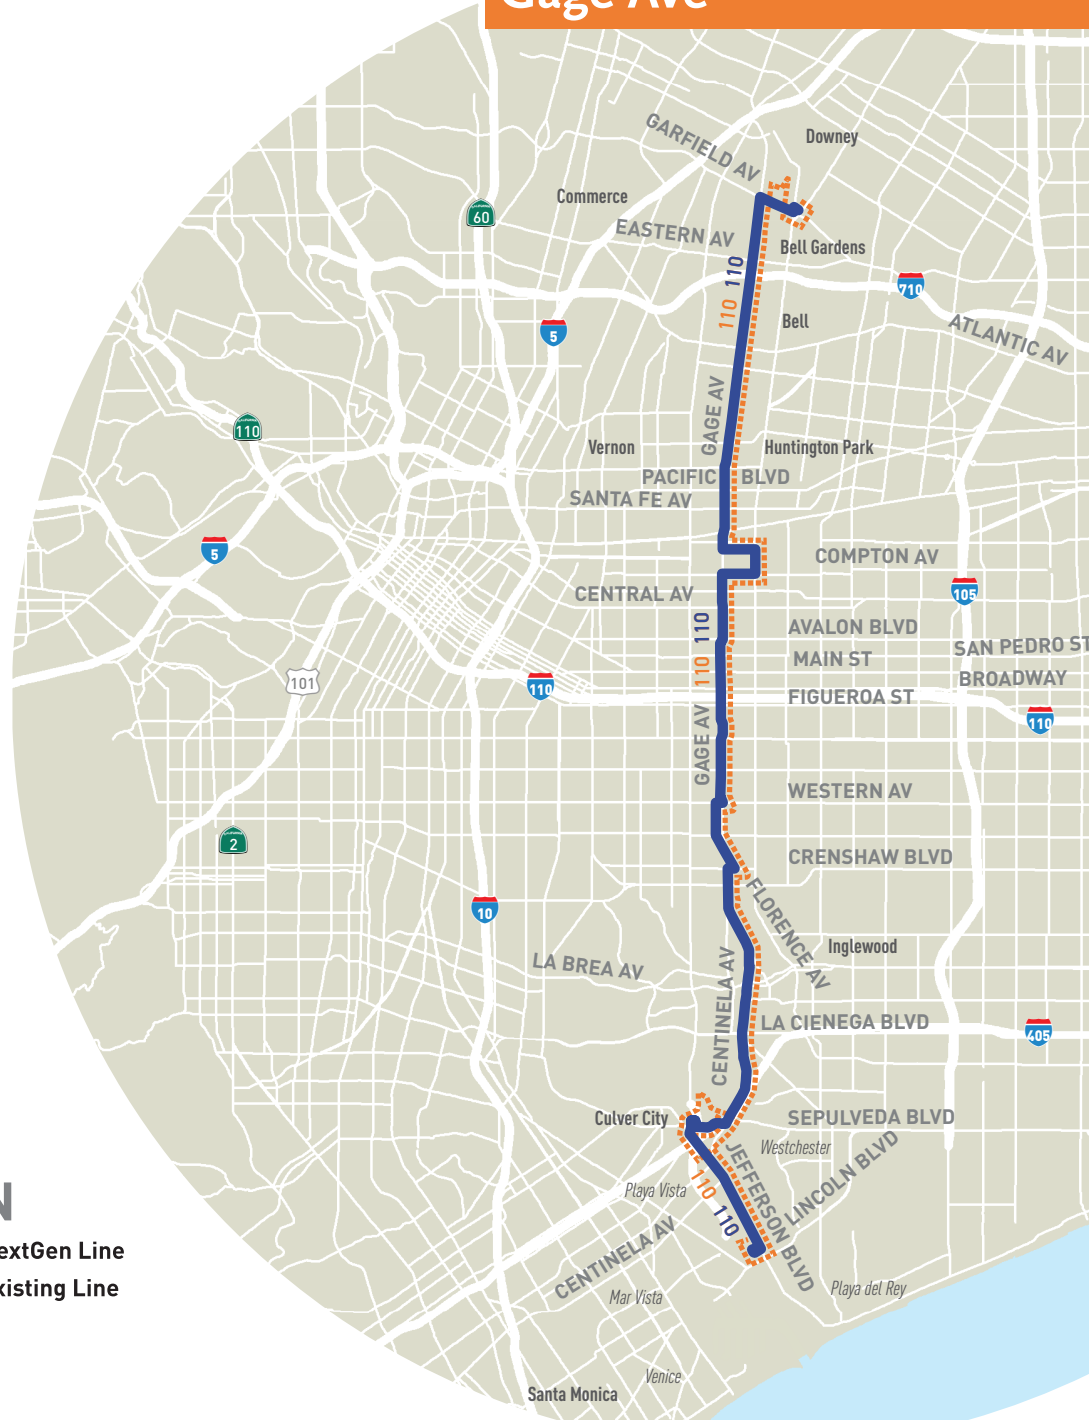 Gage Ave
GARFIELD AV
Downey
Commerce
60
EASTERN AV
Bell Gardens
110
710
110
Bell
5
ATLANTIC AV
GAGE AV
110
Vernon
Huntington Park
PACIFIC BLVD
SANTA FE AV
5
COMPTON AV
CENTRAL AV
105
110
AVALON BLVD
SAN PEDRO ST
MAIN ST
110
101
110
BROADWAY
FIGUEROA ST
110
GAGE AV
WESTERN AV
2
CRENSHAW BLVD
FLORENCE AV
10
Inglewood
LA BREA AV
CENTINELA AV
LA CIENEGA BLVD
405
Culver City
SEPULVEDA BLVD
Westchester
JEFFERSON BLVD
LINCOLN BLVD
110
Playa Vista
110
N
extGen Line
CENTINELA AV
xisting Line
Playa del Rey
Mar Vista
Venice
Santa Monica